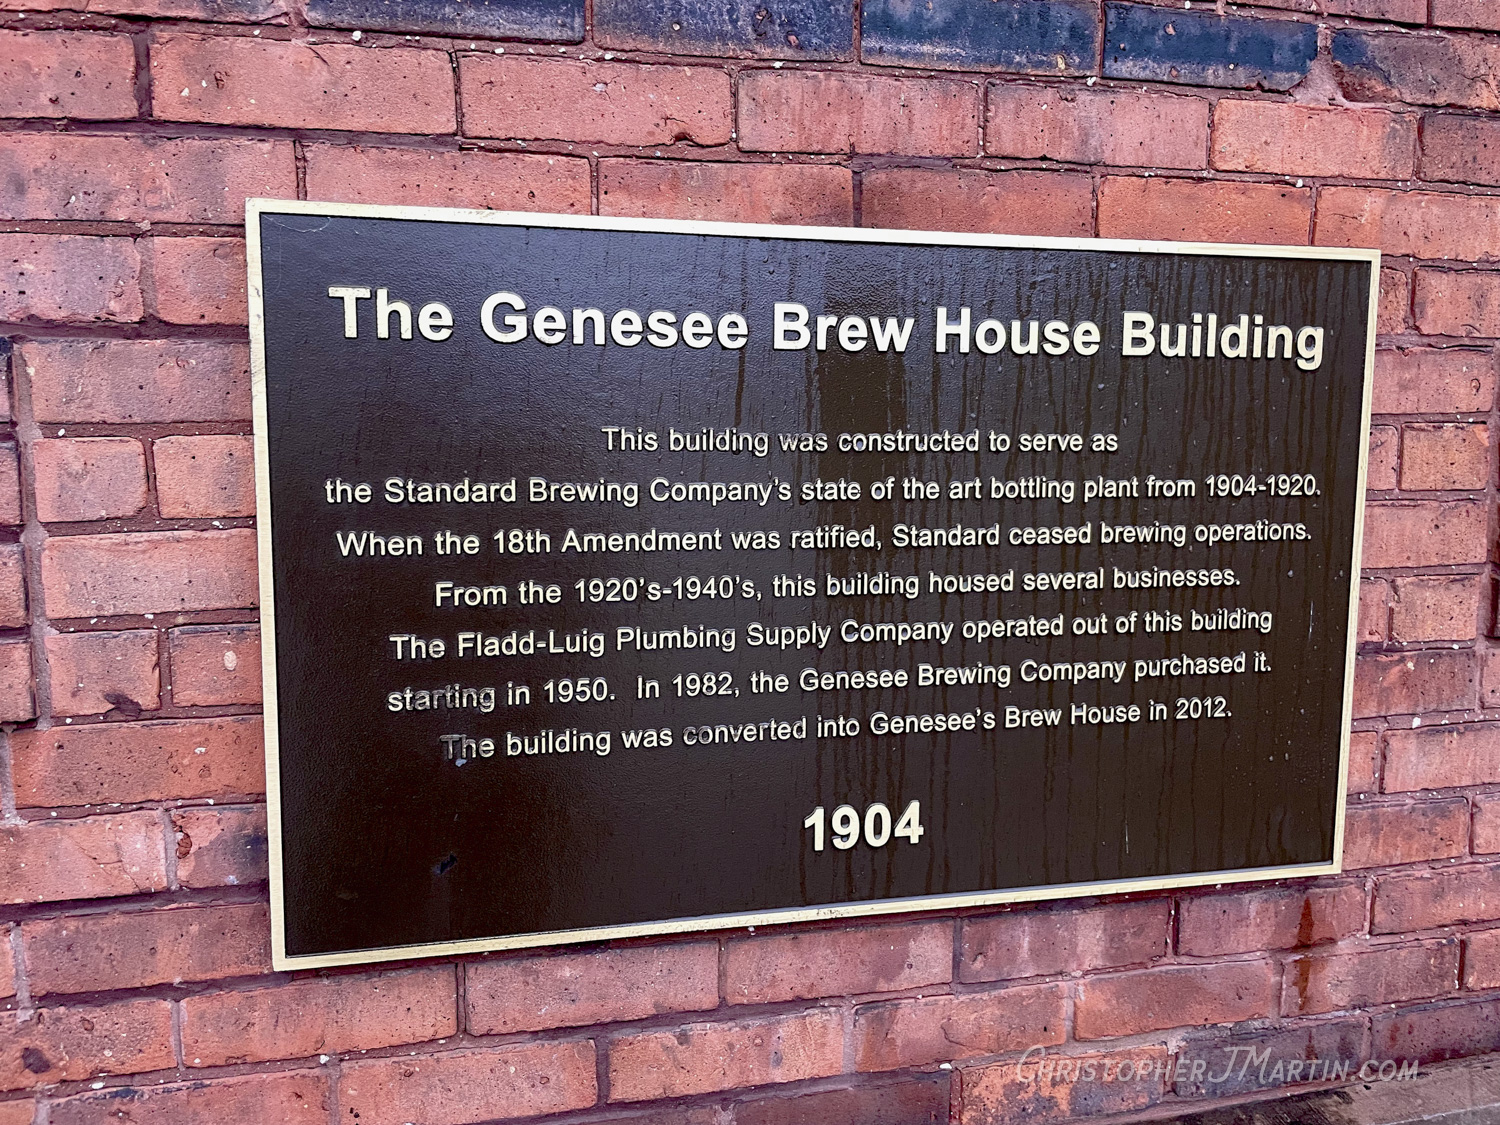 The Genesee Brew House Building
This building was constructed to serve as
the Standard Brewing Company's state of the art bottling plant from 1904-1920.
When the 18th Amendment was ratified, Standard ceased brewing operations.
From the 1920's-1940's, this building housed several businesses.
The Fladd-Luig Plumbing Supply Company operated out of this building
starting in 1950. In 1982, the Genesee Brewing Company purchased it.
The building was converted into Genesee's Brew House in 2012.
1904
ChristopherJMartin.com